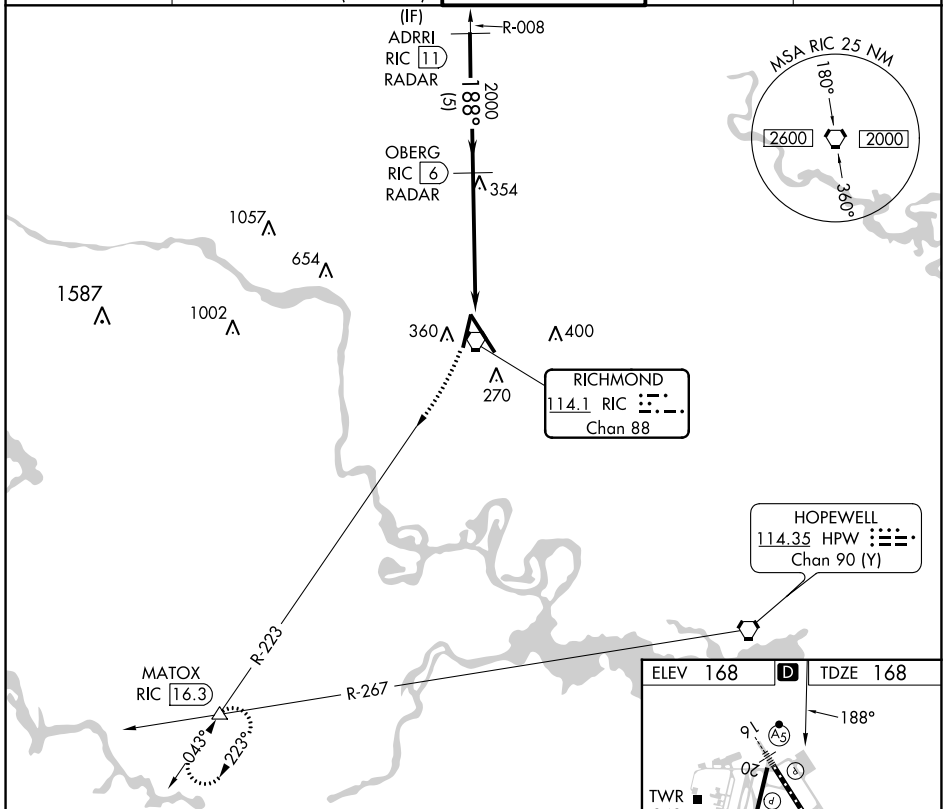 (IF)
ADRRI
RIC 11
RADAR
R-008
2000
188°
(5)
OBERG
RIC 6
RADAR
354
MSA RIC 25 NM
180°
2600
2000
360°
1057
654
1587
1002
360
400
270
RICHMOND
114.1 RIC
Chan 88
HOPEWELL
114.35 HPW
Chan 90 (Y)
R-223
MATOX
RIC 16.3
R-267
043°
223°
ELEV 168
D
TDZE 168
188°
16
A5
20
P
P
TWR